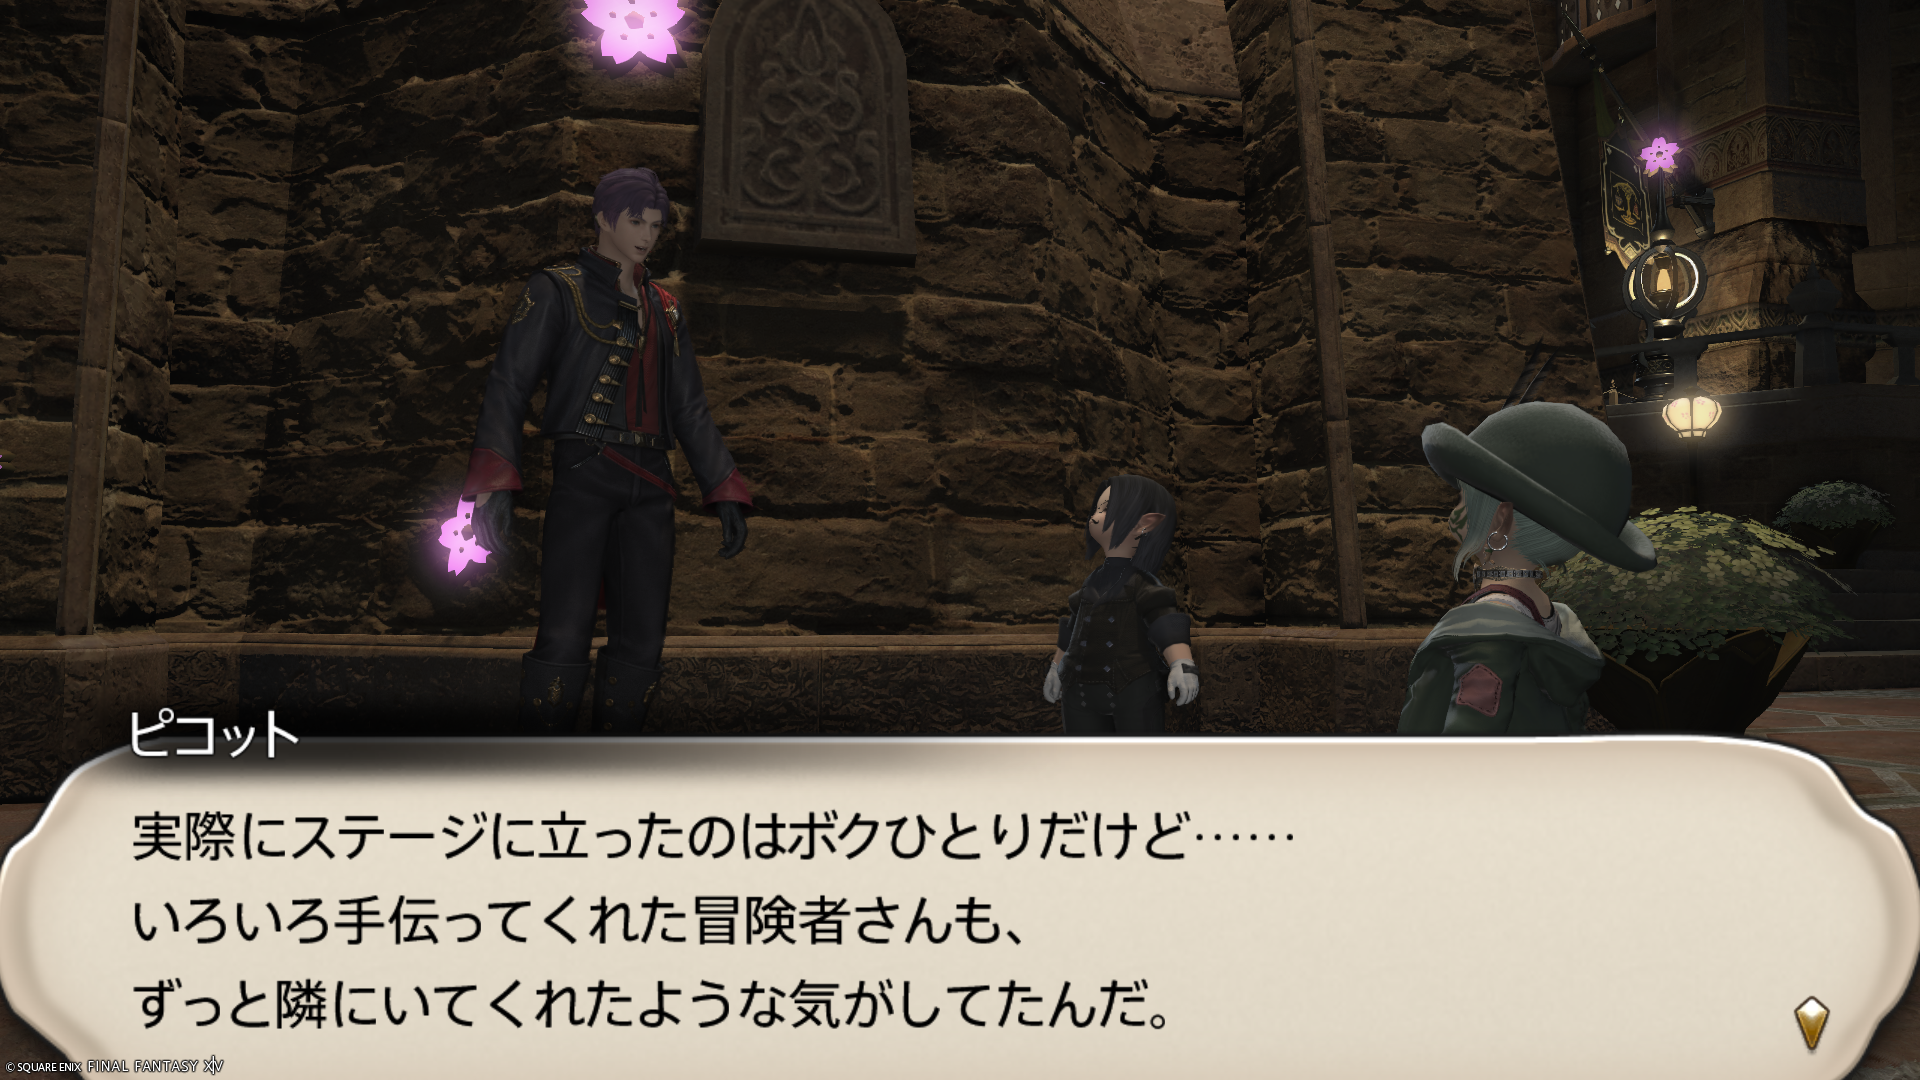 ピコット
実際にステージに立ったのはボクひとりだけど……
いろいろ手伝ってくれた冒険者さんも、
ずっと隣にいてくれたような気がしてたんだ。
© SQUARE ENIX FINAL FANTASY XIV